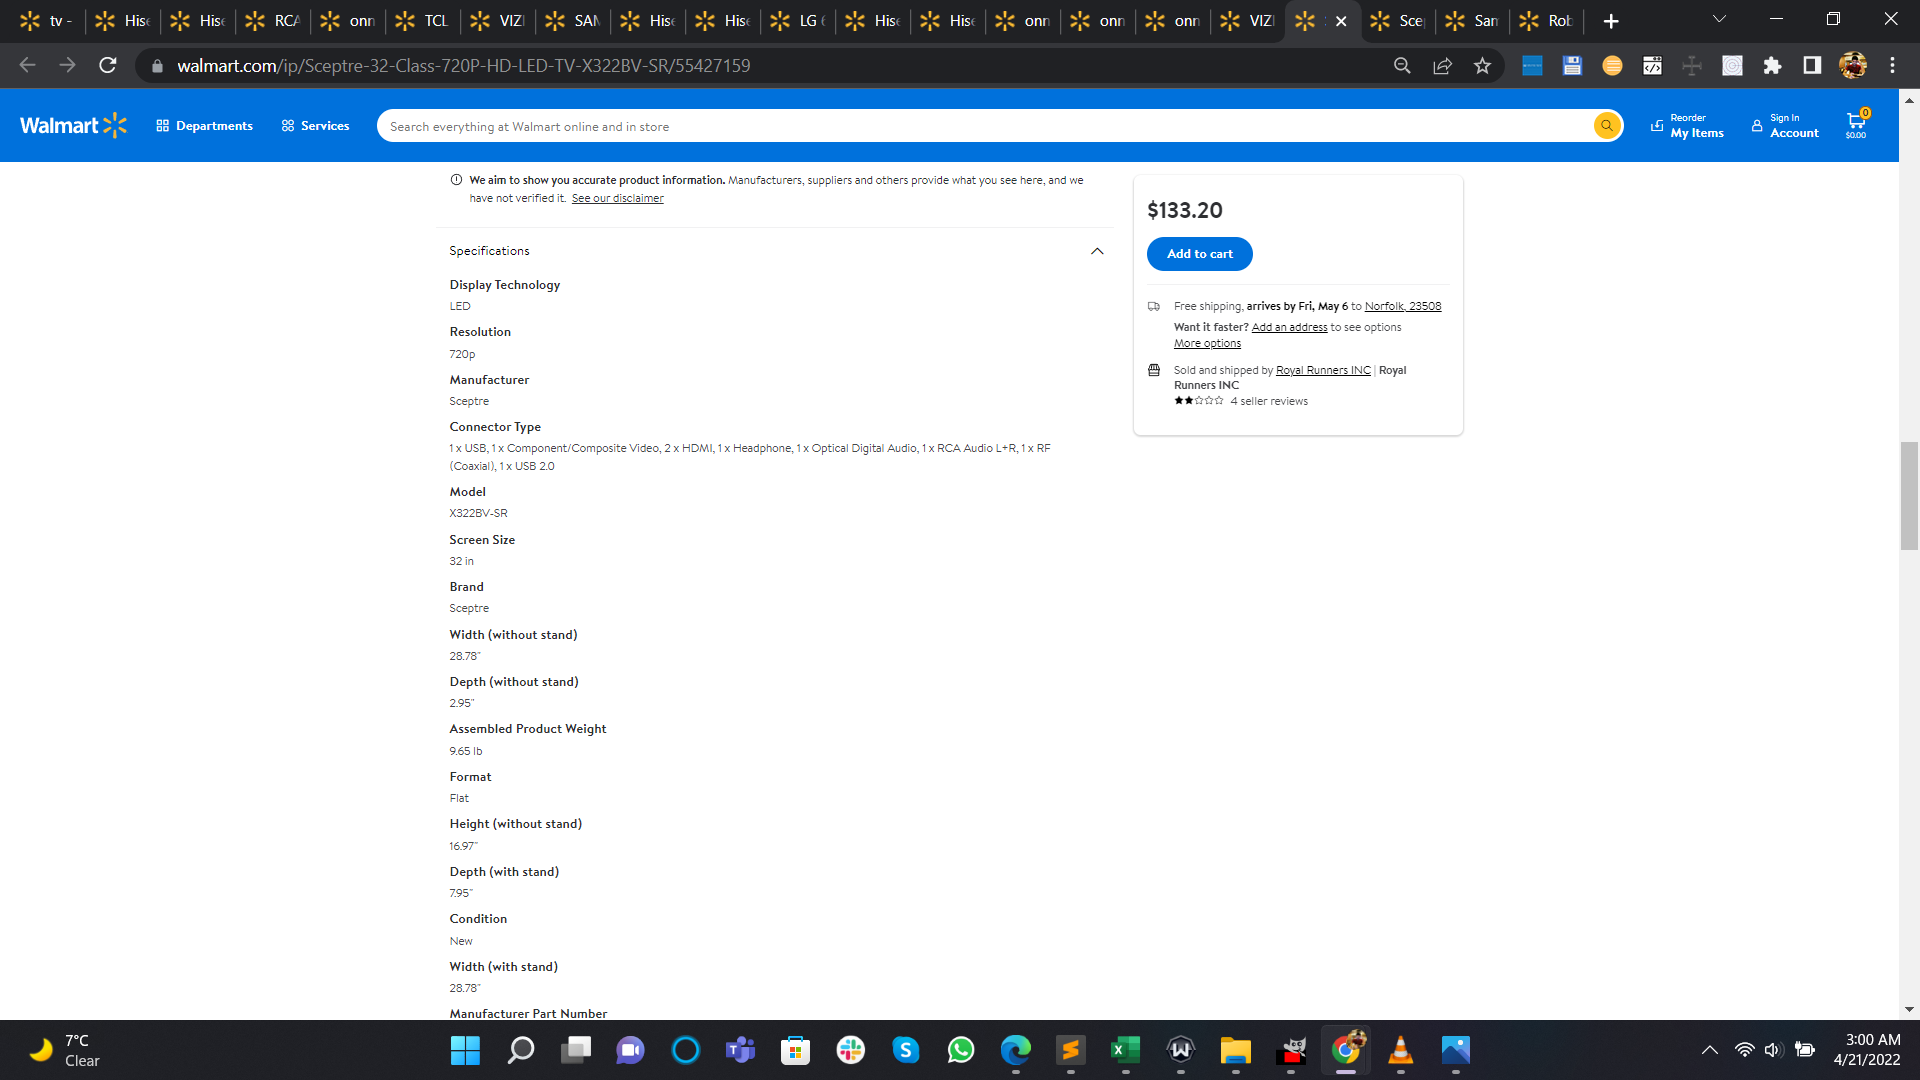 tv -
Hise
Hise
RCA
onn
TCL
VIZI
SAM
Hise
Hise
LG 6
Hise
Hise
onn
onn
onn
VIZI
Scep
Sam
Rob
walmart.com/ip/Sceptre-32-Class-720P-HD-LED-TV-X322BV-SR/55427159
Walmart
Departments
Services
Search everything at Walmart online and in store
Reorder
My Items
Sign In
Account
0
$0.00
We aim to show you accurate product information. Manufacturers, suppliers and others provide what you see here, and we
have not verified it. See our disclaimer
Specifications
Display Technology
LED
Resolution
720p
Manufacturer
Sceptre
Connector Type
1 x USB, 1 x Component/Composite Video, 2 x HDMI, 1 x Headphone, 1 x Optical Digital Audio, 1 x RCA Audio L+R, 1 x RF
(Coaxial), 1 x USB 2.0
Model
X322BV-SR
Screen Size
32 in
Brand
Sceptre
Width (without stand)
28.78"
Depth (without stand)
2.95"
Assembled Product Weight
9.65 lb
Format
Flat
Height (without stand)
16.97"
Depth (with stand)
7.95"
Condition
New
Width (with stand)
28.78"
Manufacturer Part Number
$133.20
Add to cart
Free shipping, arrives by Fri, May 6 to Norfolk, 23508
Want it faster? Add an address to see options
More options
Sold and shipped by Royal Runners INC | Royal
Runners INC
4 seller reviews
7°C
Clear
3:00 AM
4/21/2022